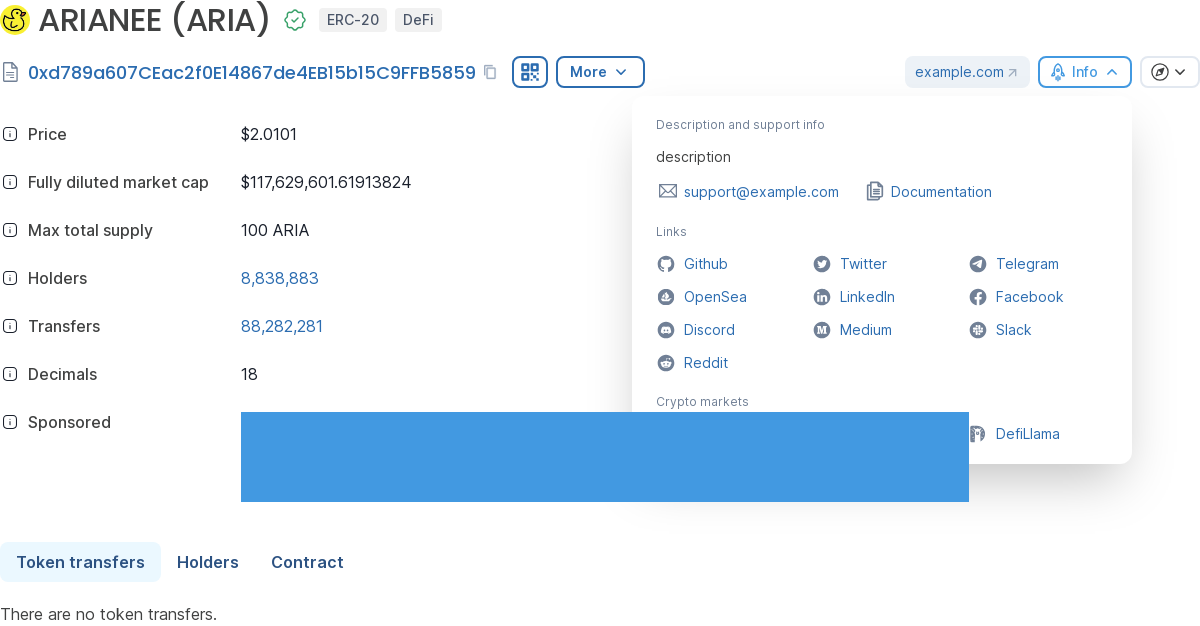 ARIANEE (ARIA) ERC-20 DeFi
0xd789a607CEac2f0E14867de4EB15b15C9FFB5859 More example.com Info
Price $2.0101
Fully diluted market cap $117,629,601.61913824
Max total supply 100 ARIA
Holders 8,838,883
Transfers 88,282,281
Decimals 18
Sponsored
Description and support info
description
support@example.com Documentation
Links
Github Twitter Telegram
OpenSea LinkedIn Facebook
Discord Medium Slack
Reddit
Crypto markets
DefiLlama
Token transfers Holders Contract
There are no token transfers.